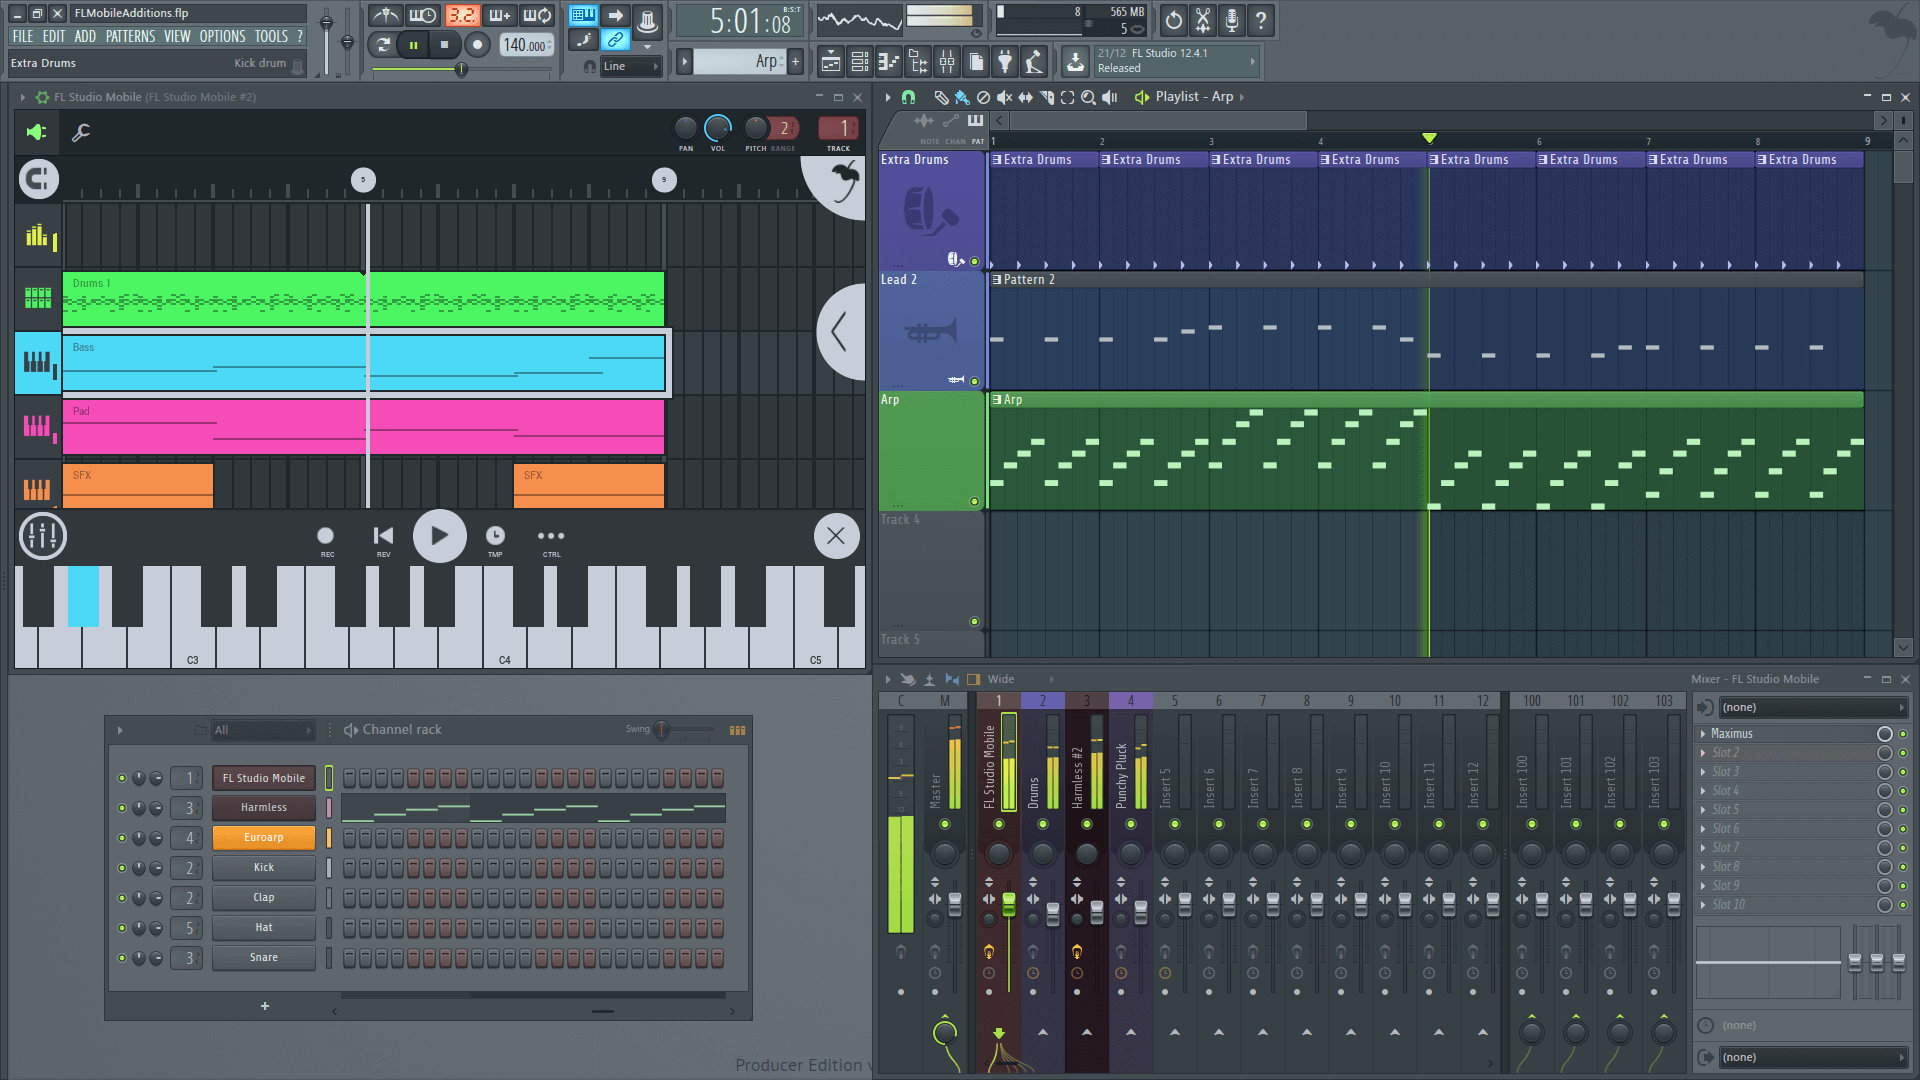 FLMobileAdditions.flp
FILE EDIT ADD PATTERNS VIEW OPTIONS TOOLS ?
Extra Drums Kick drum
3.2
140.000
Line
5:01:08
B:S:T
Arp
8 565 MB
5
21/12 FL Studio 12.4.1
Released
FL Studio Mobile (FL Studio Mobile #2)
2 1
PAN VOL PITCH RANGE TRACK
5 9
Drums 1
Bass
Pad
SFX SFX
REC REV TMP CTRL
C3 C4 C5
Playlist - Arp
NOTE CHAN PAT
1 2 3 4 5 6 7 8 9
Extra Drums Extra Drums Extra Drums Extra Drums Extra Drums Extra Drums Extra Drums Extra Drums Extra Drums
Lead 2 Pattern 2
Arp Arp
Track 4
Track 5
All Channel rack Swing
1 FL Studio Mobile
3 Harmless
4 Euroarp
2 Kick
2 Clap
5 Hat
3 Snare
+
Producer Edition v
Wide Mixer - FL Studio Mobile
C M 1 2 3 4 5 6 7 8 9 10 11 12 100 101 102 103
Master FL Studio Mobile Drums Harmless #2 Punchy Pluck Insert 5 Insert 6 Insert 7 Insert 8 Insert 9 Insert 10 Insert 11 Insert 12 Insert 100 Insert 101 Insert 102 Insert 103
(none)
Maximus
Slot 2
Slot 3
Slot 4
Slot 5
Slot 6
Slot 7
Slot 8
Slot 9
Slot 10
(none)
(none)